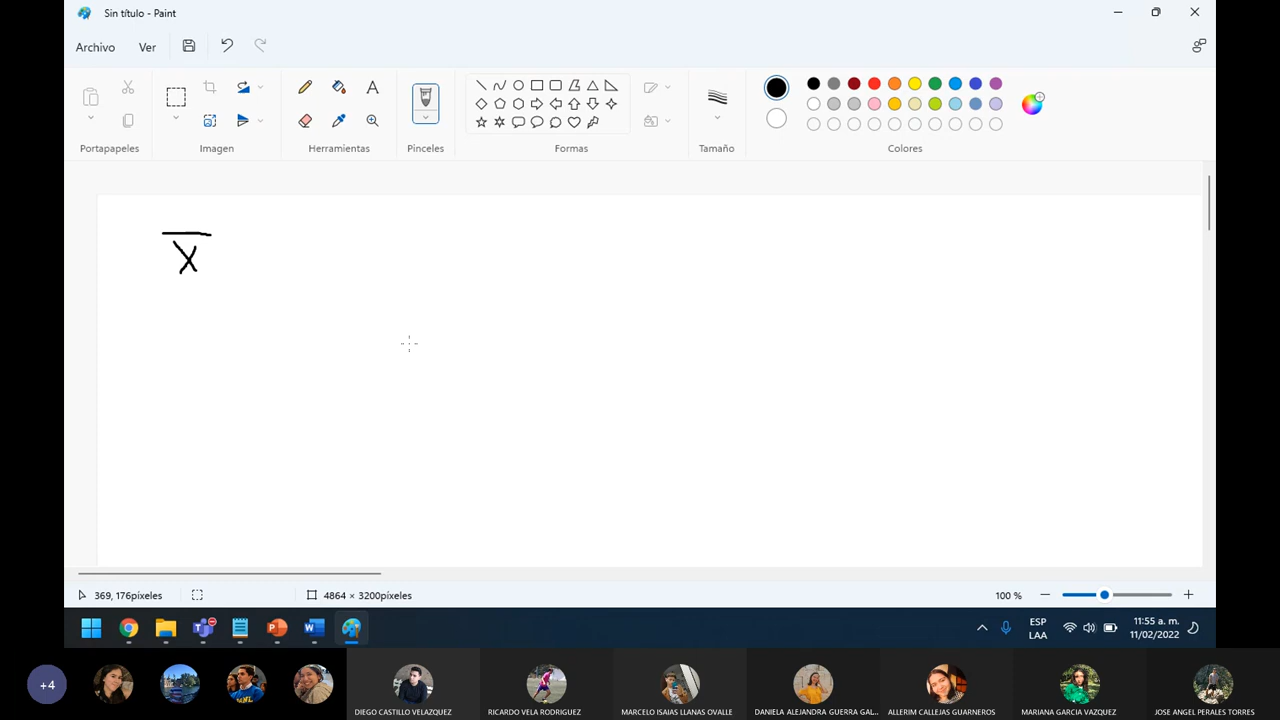 Sin título - Paint
Archivo Ver
Portapapeles Imagen Herramientas Pinceles Formas Tamaño Colores
A
X̅
369, 176píxeles 4864 × 3200píxeles 100 %
ESP
LAA
11:55 a. m.
11/02/2022
+4 DIEGO CASTILLO VELAZQUEZ RICARDO VELA RODRIGUEZ MARCELO ISAIAS LLANAS OVALLE DANIELA ALEJANDRA GUERRA GAL... ALLERIM CALLEJAS GUARNEROS MARIANA GARCIA VAZQUEZ JOSE ANGEL PERALES TORRES